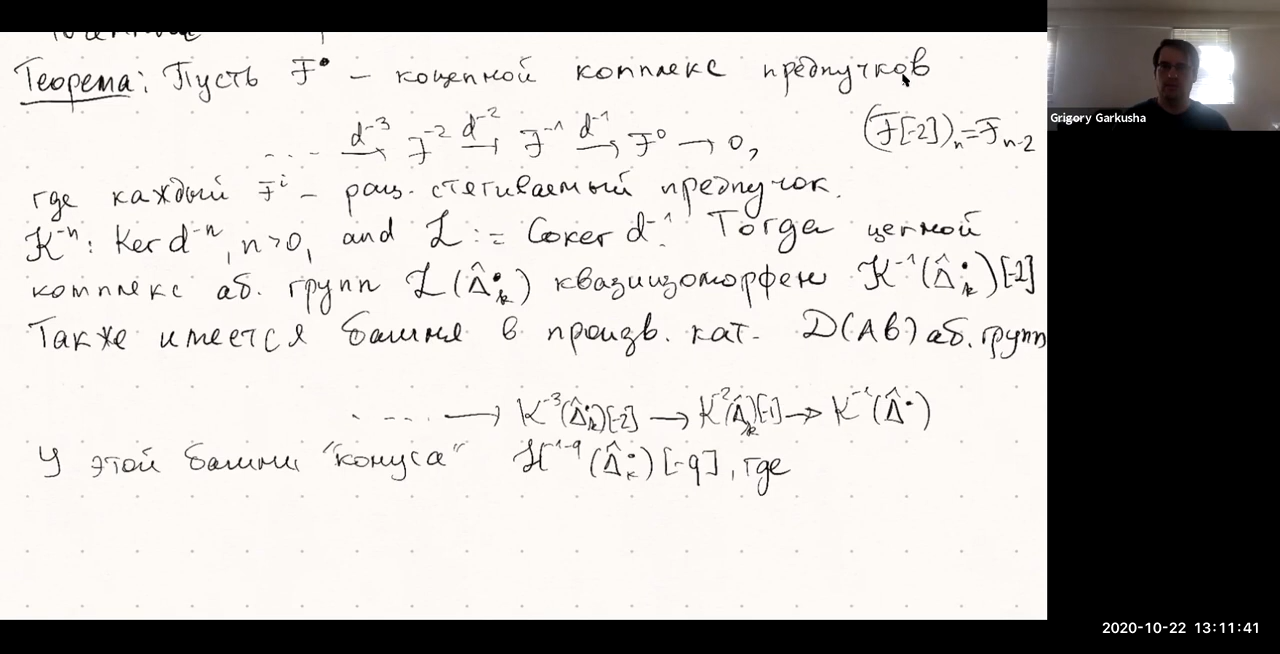 Теорема: Пусть F^• – коцепной комплекс предпучков
... →^{d^{-3}} F^{-2} →^{d^{-2}} F^{-1} →^{d^{-1}} F^0 → 0, (F[-2])_n = F_{n-2}
где каждый F^i – рац. стягиваемый предпучок.
K^{-n}: Ker d^{-n}, n>0, and L := Coker d^{-1}. Тогда цепной
комплекс аб. групп L(Δ̂^•_k) квазиизоморфен K^{-1}(Δ̂^•_k)[-1]
Также имеется башня в произв. кат. D(Ab) аб. групп
..... → K^{-3}(Δ̂^•_k)[-2] → K^{-2}(Δ̂^•_k)[-1] → K^{-1}(Δ̂^•)
У этой башни "конуса" H^{1-q}(Δ̂^•_k)[-q], где
Grigory Garkusha
2020-10-22 13:11:41